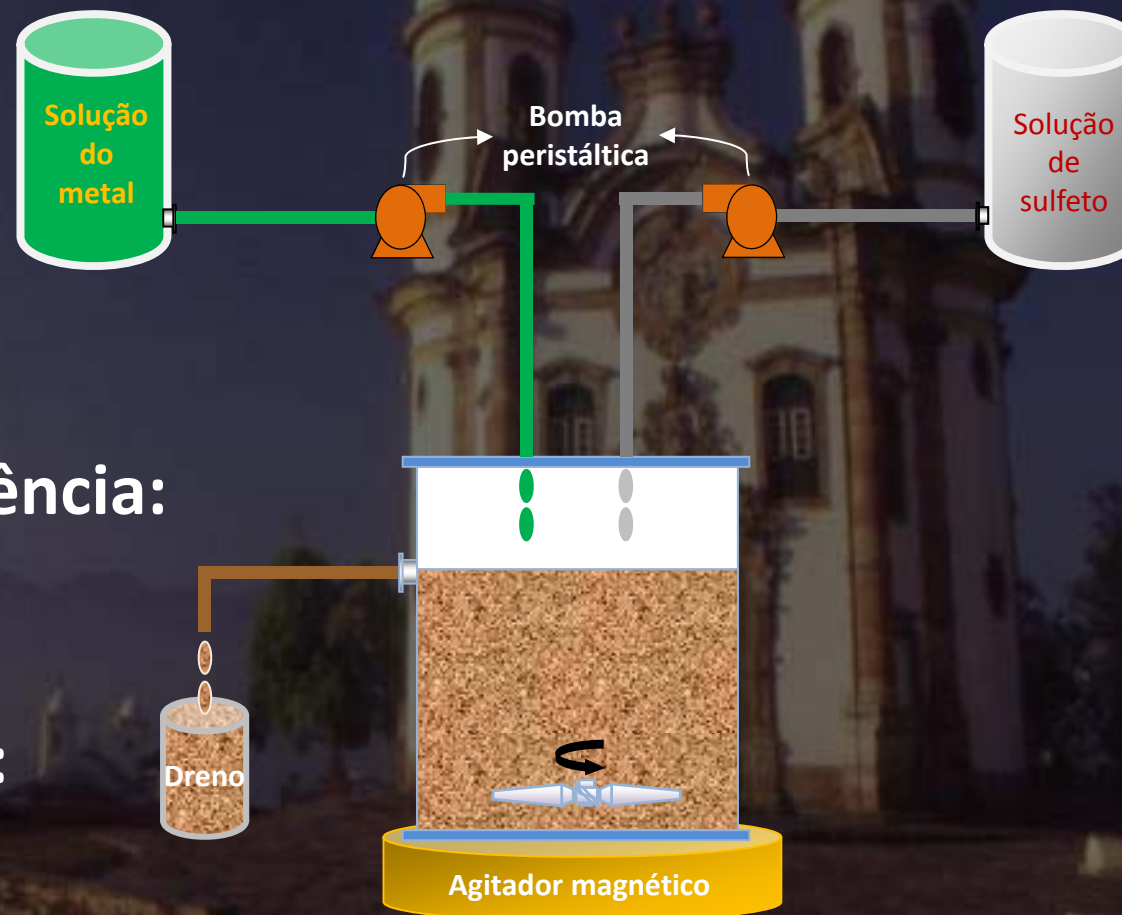 Solução
do
metal
Bomba
peristáltica
Solução
de
sulfeto
ência:
:
Dreno
Agitador magnético